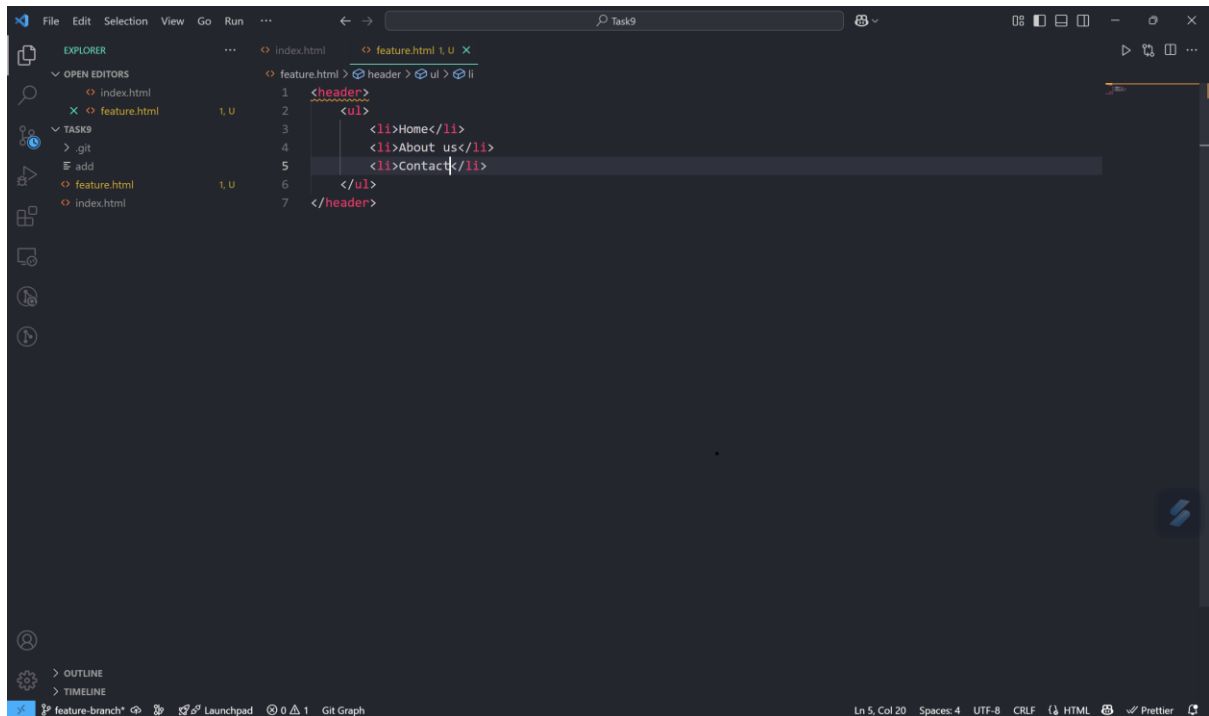 File Edit Selection View Go Run ··· Task9
EXPLORER ···
OPEN EDITORS
index.html
feature.html 1, U
TASK9
.git
add
feature.html 1, U
index.html
OUTLINE
TIMELINE
index.html feature.html 1, U
feature.html > header > ul > li
1 <header>
2 <ul>
3 <li>Home</li>
4 <li>About us</li>
5 <li>Contact</li>
6 </ul>
7 </header>
feature-branch* Launchpad 0 1 Git Graph Ln 5, Col 20 Spaces: 4 UTF-8 CRLF HTML Prettier